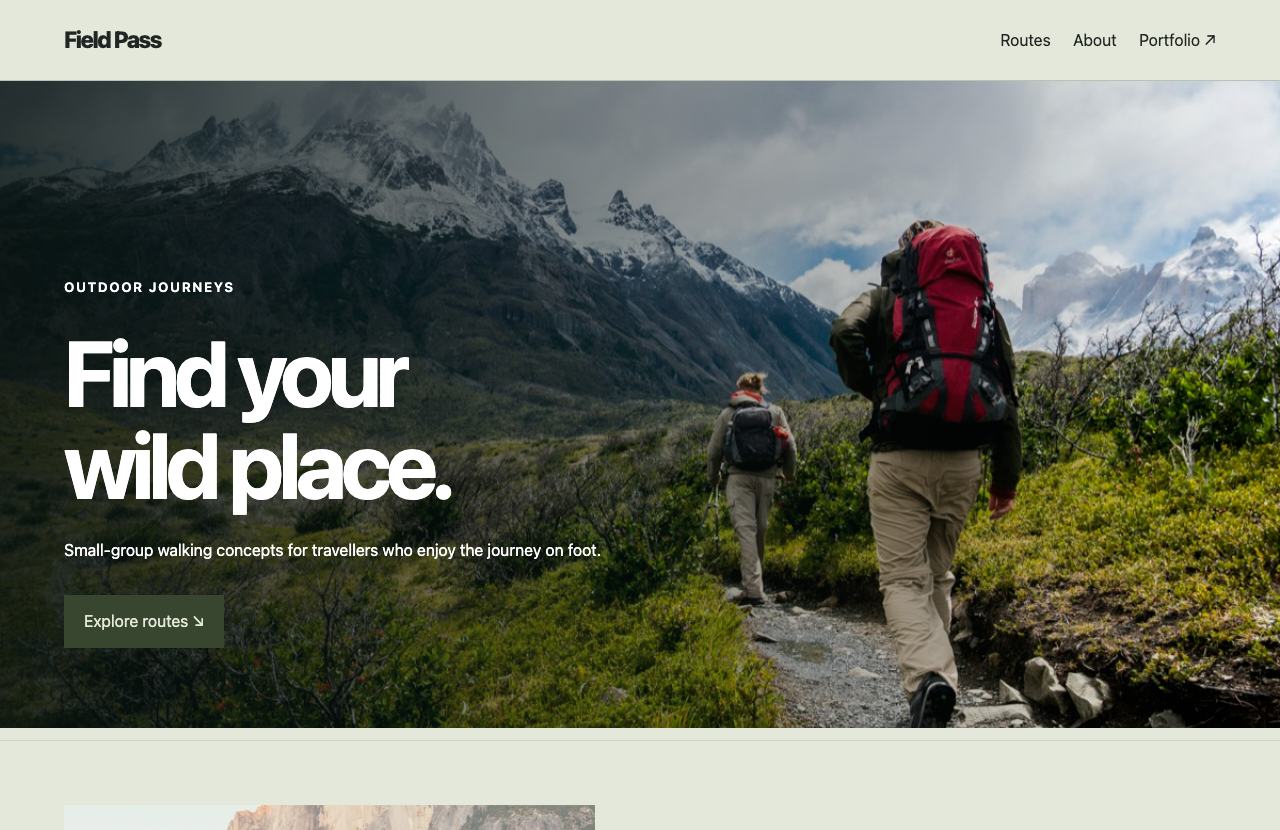 Field Pass
Routes About Portfolio ↗
OUTDOOR JOURNEYS
Find your
wild place.
Small-group walking concepts for travellers who enjoy the journey on foot.
Explore routes ↘